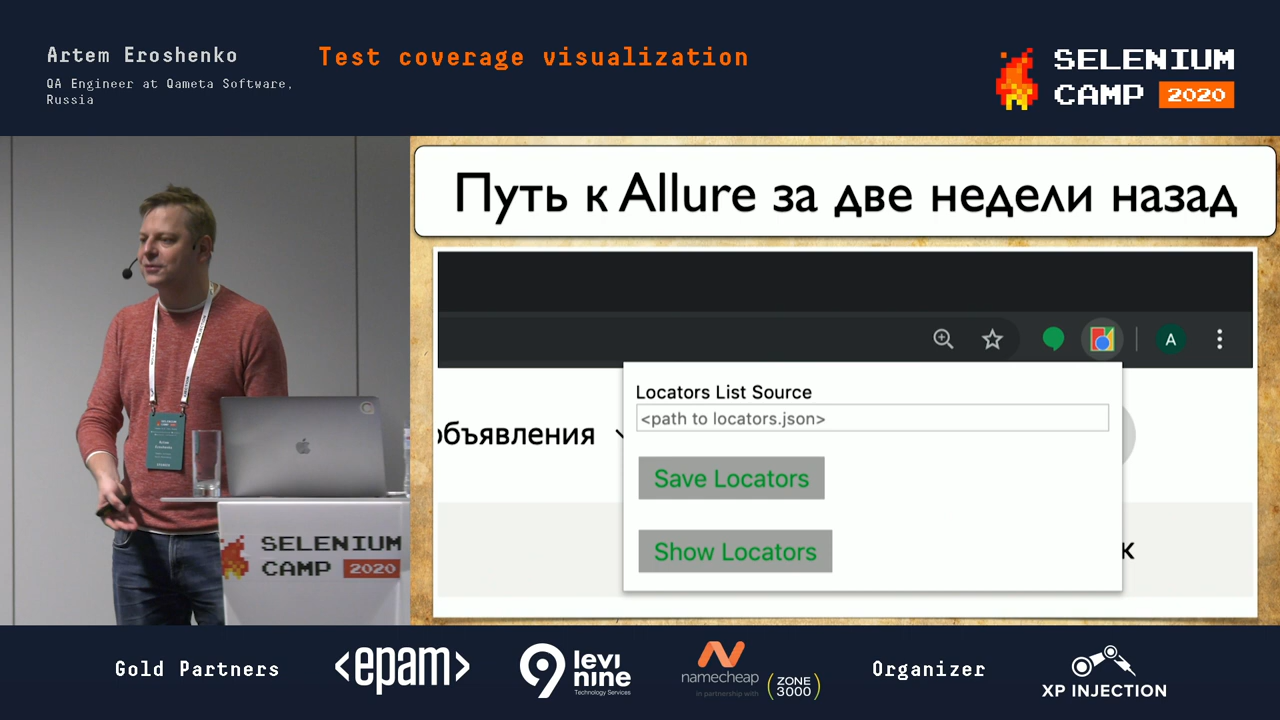 Artem Eroshenko
QA Engineer at Qameta Software,
Russia
Test coverage visualization
SELENIUM
CAMP 2020
Путь к Allure за две недели назад
A
Locators List Source
<path to locators.json>
объявления
Save Locators
Show Locators
к
SELENIUM
CAMP 2020
Gold Partners
<epam>
9 levi
nine
Technology Services
namecheap
in partnership with
ZONE
3000
Organizer
XP INJECTION